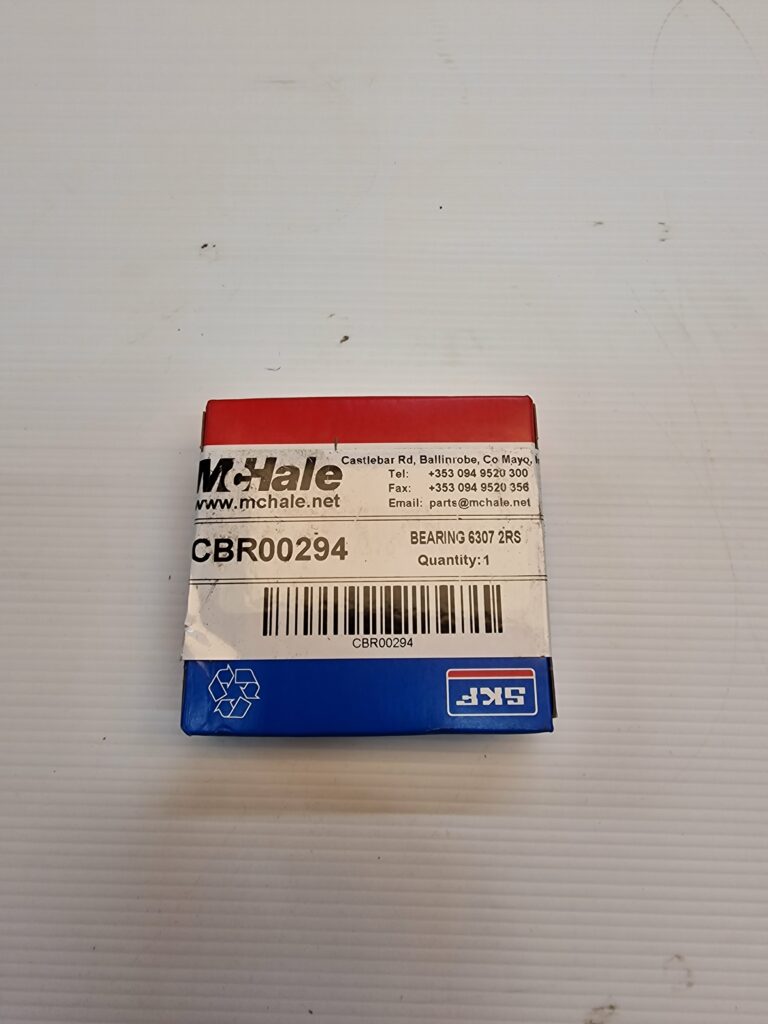 McHale
www.mchale.net
Castlebar Rd, Ballinrobe, Co Mayo,
Tel: +353 094 9520 300
Fax: +353 094 9520 356
Email: parts@mchale.net
CBR00294
BEARING 6307 2RS
Quantity:1
CBR00294
SKF